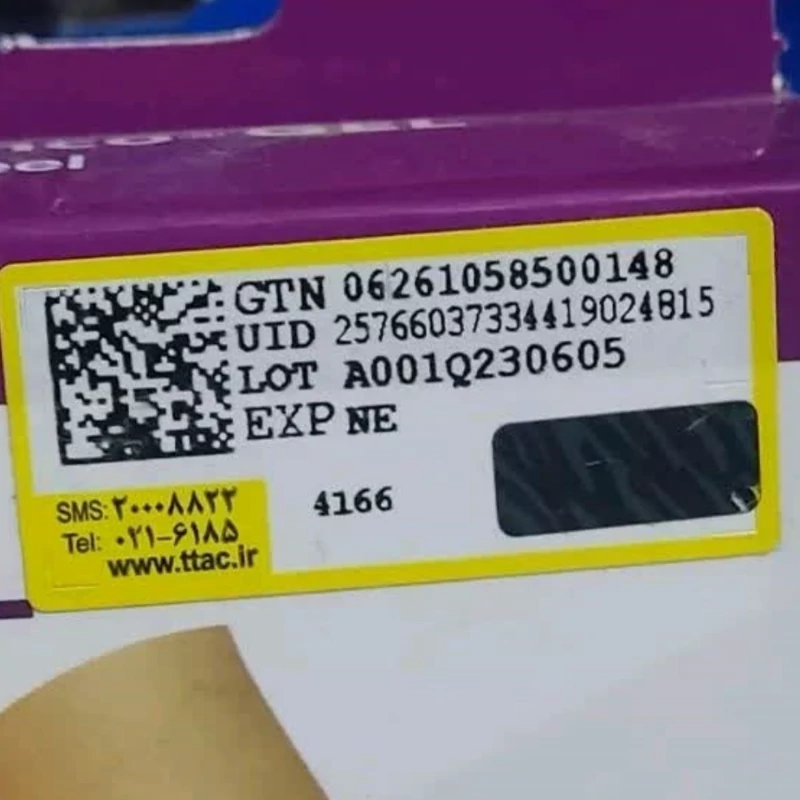 GTN 06261058500148
UID 25766037334419024815
LOT A001Q230605
EXP NE
4166
SMS: ۲۰۰۰۸۸۲۲
Tel: ۰۲۱-۶۱۸۵
www.ttac.ir